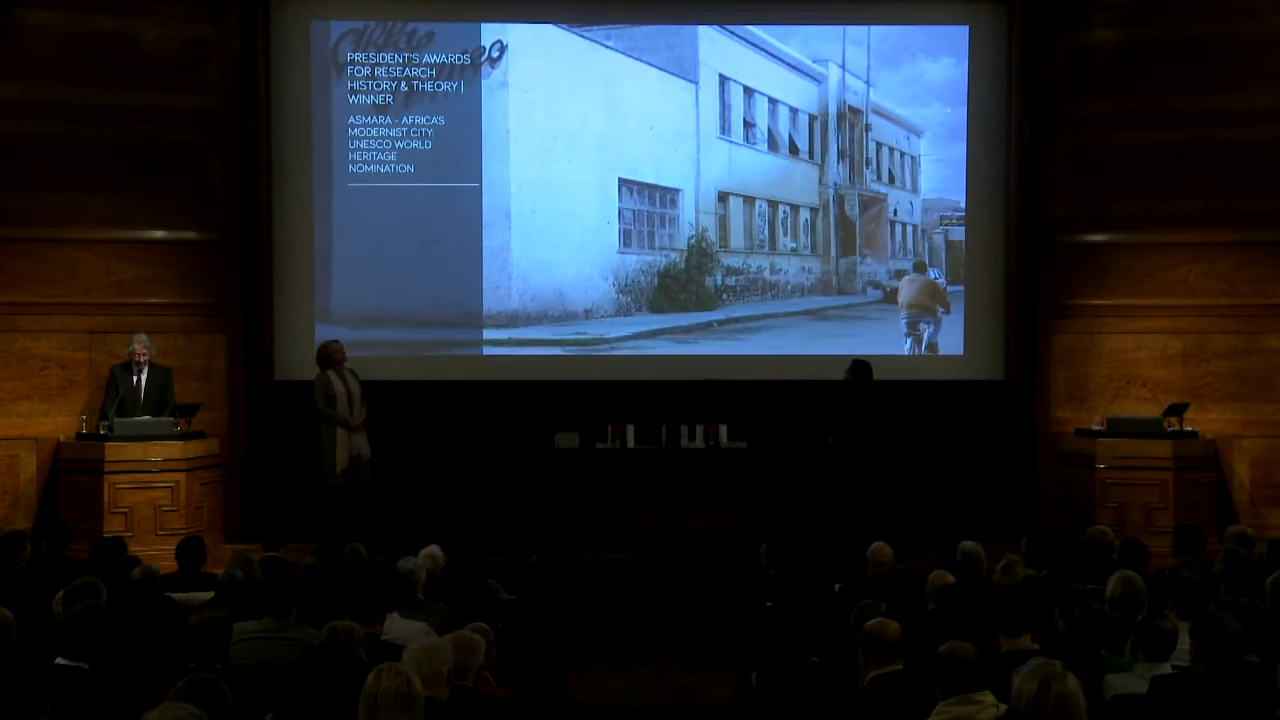 PRESIDENT'S AWARDS
FOR RESEARCH
HISTORY & THEORY |
WINNER
ASMARA - AFRICA'S
MODERNIST CITY:
UNESCO WORLD
HERITAGE
NOMINATION